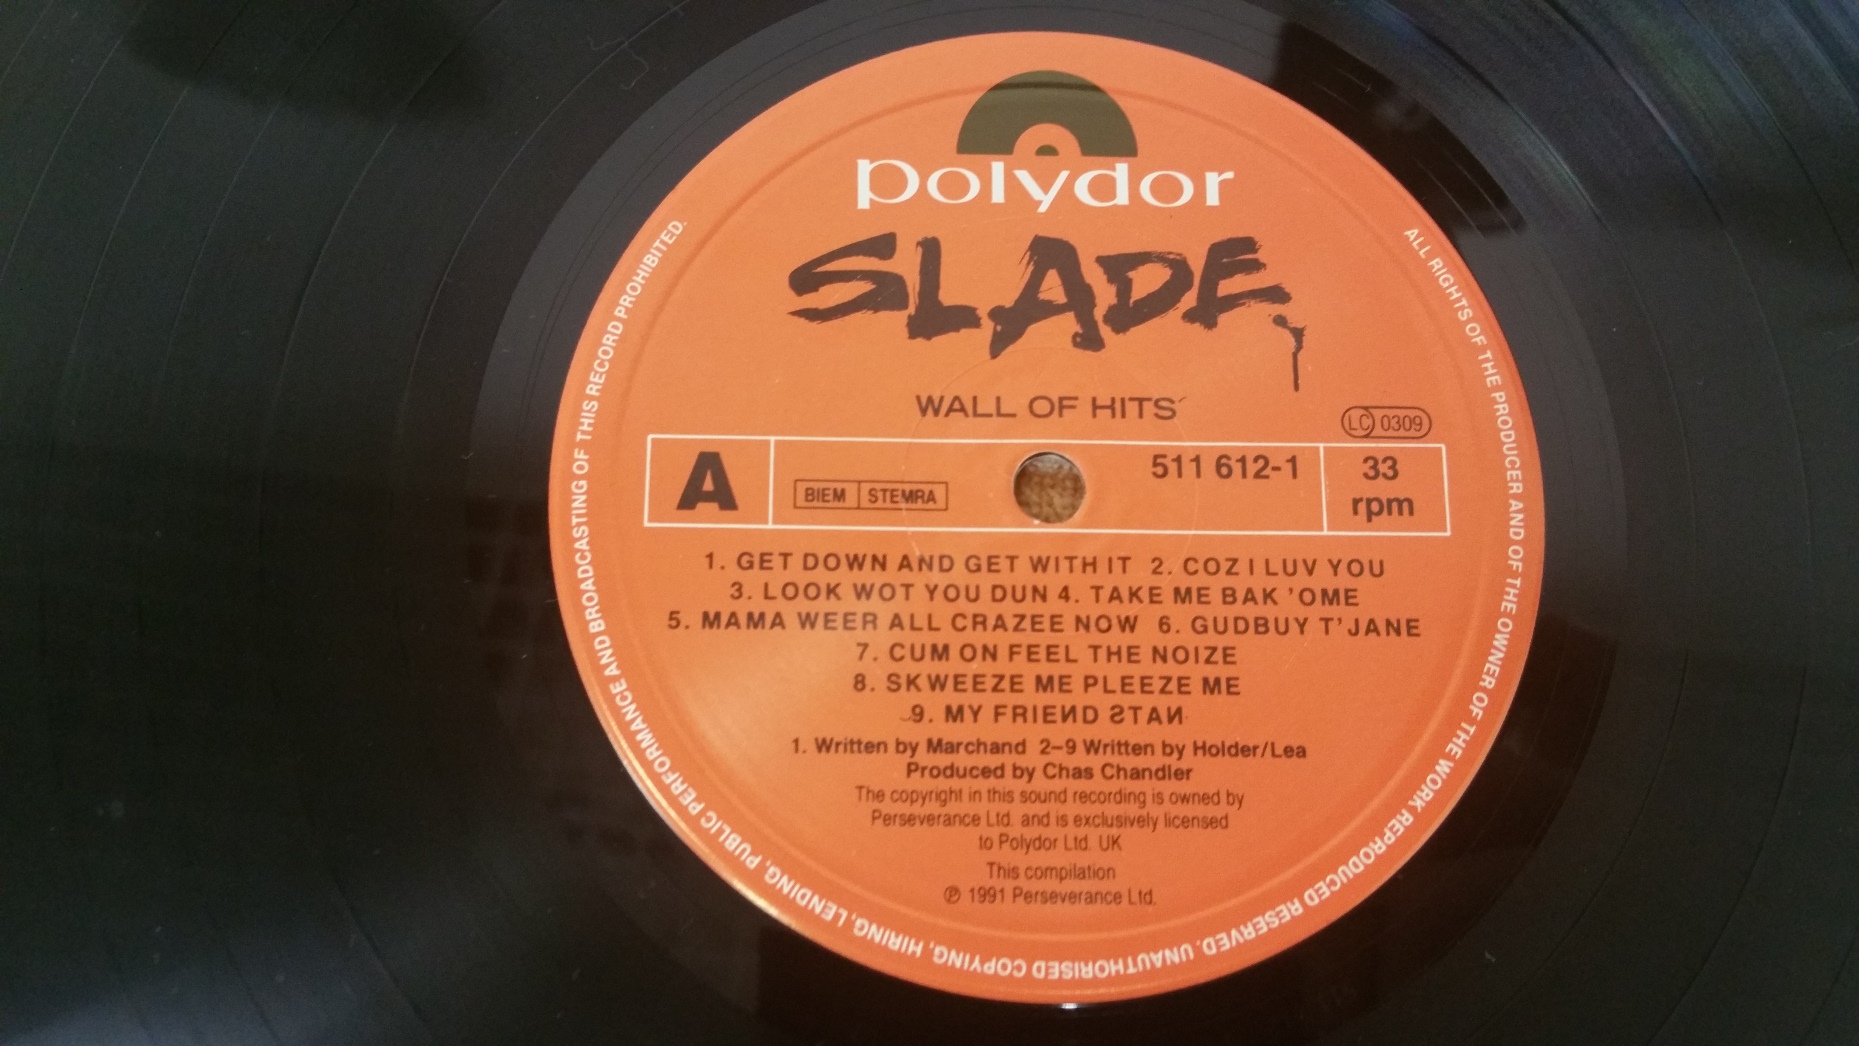 polydor
SLADE
WALL OF HITS
LC 0309
A
BIEM STEMRA
511 612-1
33
rpm
1. GET DOWN AND GET WITH IT 2. COZ I LUV YOU
3. LOOK WOT YOU DUN 4. TAKE ME BAK 'OME
5. MAMA WEER ALL CRAZEE NOW 6. GUDBUY T'JANE
7. CUM ON FEEL THE NOIZE
8. SKWEEZE ME PLEEZE ME
9. MY FRIEИD ƧTAИ
1. Written by Marchand 2–9 Written by Holder/Lea
Produced by Chas Chandler
The copyright in this sound recording is owned by
Perseverance Ltd. and is exclusively licensed
to Polydor Ltd. UK
This compilation
℗ 1991 Perseverance Ltd.
ALL RIGHTS OF THE PRODUCER AND OF THE OWNER OF THE WORK REPRODUCED RESERVED. UNAUTHORISED COPYING, HIRING, LENDING, PUBLIC PERFORMANCE AND BROADCASTING OF THIS RECORD PROHIBITED.